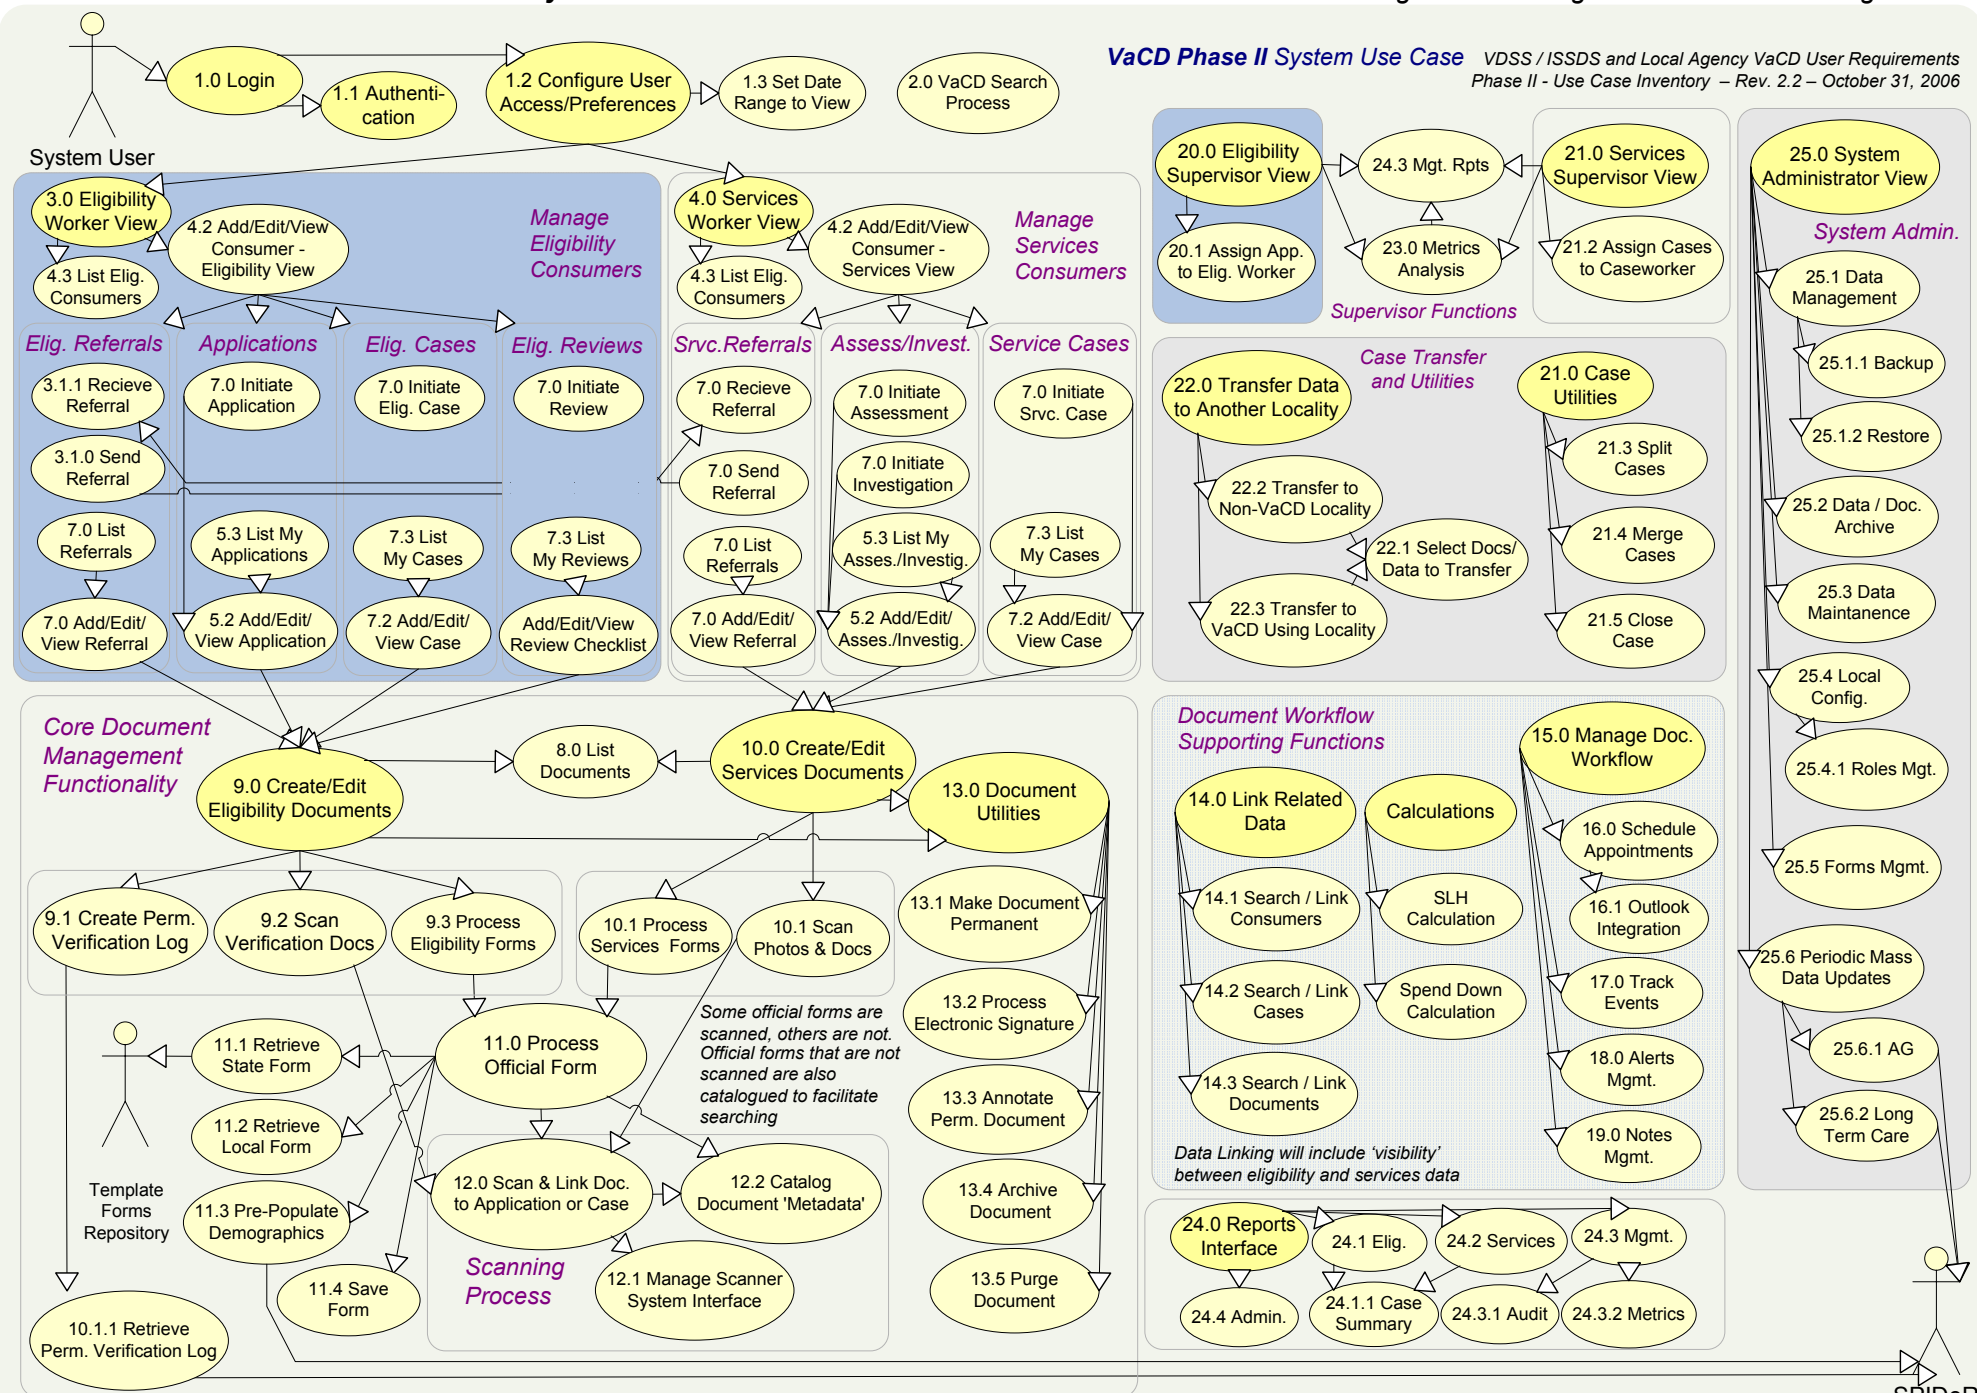 VaCD Phase II System Use Case
VDSS / ISSDS and Local Agency VaCD User Requirements
Phase II - Use Case Inventory – Rev. 2.2 – October 31, 2006
System User
1.0 Login
1.1 Authenti-
cation
1.2 Configure User
Access/Preferences
1.3 Set Date
Range to View
2.0 VaCD Search
Process
3.0 Eligibility
Worker View
4.2 Add/Edit/View
Consumer -
Eligibility View
4.3 List Elig.
Consumers
Manage
Eligibility
Consumers
Elig. Referrals
3.1.1 Recieve
Referral
3.1.0 Send
Referral
7.0 List
Referrals
7.0 Add/Edit/
View Referral
Applications
7.0 Initiate
Application
5.3 List My
Applications
5.2 Add/Edit/
View Application
Elig. Cases
7.0 Initiate
Elig. Case
7.3 List
My Cases
7.2 Add/Edit/
View Case
Elig. Reviews
7.0 Initiate
Review
7.3 List
My Reviews
Add/Edit/View
Review Checklist
4.0 Services
Worker View
4.2 Add/Edit/View
Consumer -
Services View
4.3 List Elig.
Consumers
Manage
Services
Consumers
Srvc.Referrals
7.0 Recieve
Referral
7.0 Send
Referral
7.0 List
Referrals
7.0 Add/Edit/
View Referral
Assess/Invest.
7.0 Initiate
Assessment
7.0 Initiate
Investigation
5.3 List My
Asses./Investig.
5.2 Add/Edit/
Asses./Investig.
Service Cases
7.0 Initiate
Srvc. Case
7.3 List
My Cases
7.2 Add/Edit/
View Case
20.0 Eligibility
Supervisor View
20.1 Assign App.
to Elig. Worker
24.3 Mgt. Rpts
23.0 Metrics
Analysis
Supervisor Functions
21.0 Services
Supervisor View
21.2 Assign Cases
to Caseworker
Case Transfer
and Utilities
22.0 Transfer Data
to Another Locality
22.2 Transfer to
Non-VaCD Locality
22.1 Select Docs/
Data to Transfer
22.3 Transfer to
VaCD Using Locality
21.0 Case
Utilities
21.3 Split
Cases
21.4 Merge
Cases
21.5 Close
Case
25.0 System
Administrator View
System Admin.
25.1 Data
Management
25.1.1 Backup
25.1.2 Restore
25.2 Data / Doc.
Archive
25.3 Data
Maintanence
25.4 Local
Config.
25.4.1 Roles Mgt.
25.5 Forms Mgmt.
25.6 Periodic Mass
Data Updates
25.6.1 AG
25.6.2 Long
Term Care
Core Document
Management
Functionality
8.0 List
Documents
9.0 Create/Edit
Eligibility Documents
10.0 Create/Edit
Services Documents
13.0 Document
Utilities
9.1 Create Perm.
Verification Log
9.2 Scan
Verification Docs
9.3 Process
Eligibility Forms
10.1 Process
Services Forms
10.1 Scan
Photos & Docs
13.1 Make Document
Permanent
13.2 Process
Electronic Signature
13.3 Annotate
Perm. Document
13.4 Archive
Document
13.5 Purge
Document
Some official forms are
scanned, others are not.
Official forms that are not
scanned are also
catalogued to facilitate
searching
11.0 Process
Official Form
11.1 Retrieve
State Form
11.2 Retrieve
Local Form
11.3 Pre-Populate
Demographics
11.4 Save
Form
Template
Forms
Repository
10.1.1 Retrieve
Perm. Verification Log
12.0 Scan & Link Doc.
to Application or Case
12.2 Catalog
Document 'Metadata'
12.1 Manage Scanner
System Interface
Scanning
Process
Document Workflow
Supporting Functions
14.0 Link Related
Data
14.1 Search / Link
Consumers
14.2 Search / Link
Cases
14.3 Search / Link
Documents
Calculations
SLH
Calculation
Spend Down
Calculation
15.0 Manage Doc.
Workflow
16.0 Schedule
Appointments
16.1 Outlook
Integration
17.0 Track
Events
18.0 Alerts
Mgmt.
19.0 Notes
Mgmt.
Data Linking will include ‘visibility’
between eligibility and services data
24.0 Reports
Interface
24.1 Elig.
24.2 Services
24.3 Mgmt.
24.4 Admin.
24.1.1 Case
Summary
24.3.1 Audit
24.3.2 Metrics